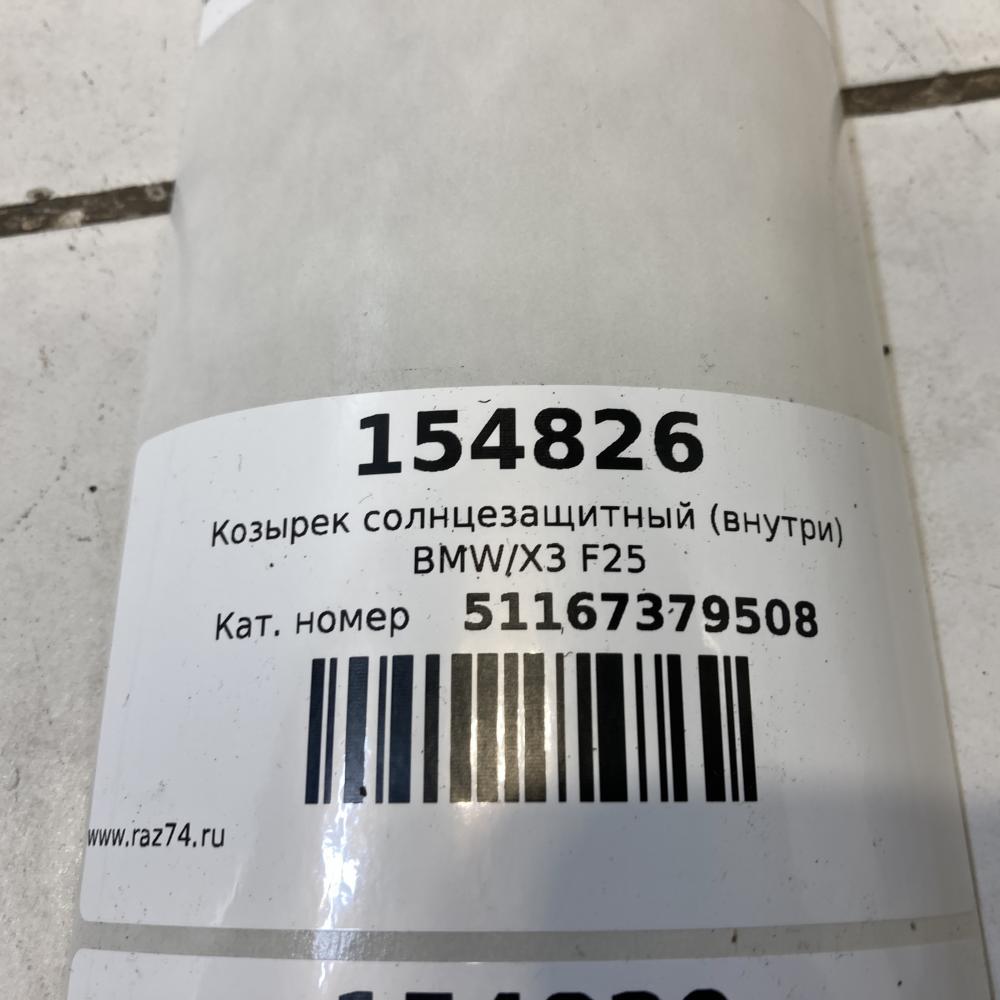 154826
Козырек солнцезащитный (внутри)
BMW/X3 F25
Кат. номер 51167379508
www.raz74.ru